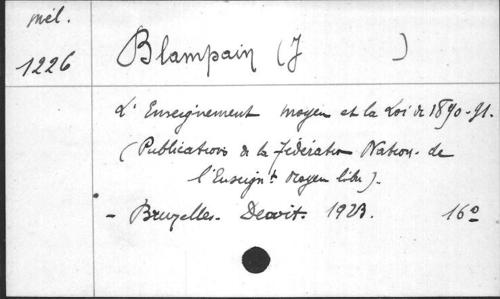 mél.
1226
Blampain (J )
L'Enseignement moyen et la Loi de 1890-91.
(Publications de la Fédération Nation. de
l'Enseignt moyen libre).
- Bruxelles. Dewit. 1923. 16°